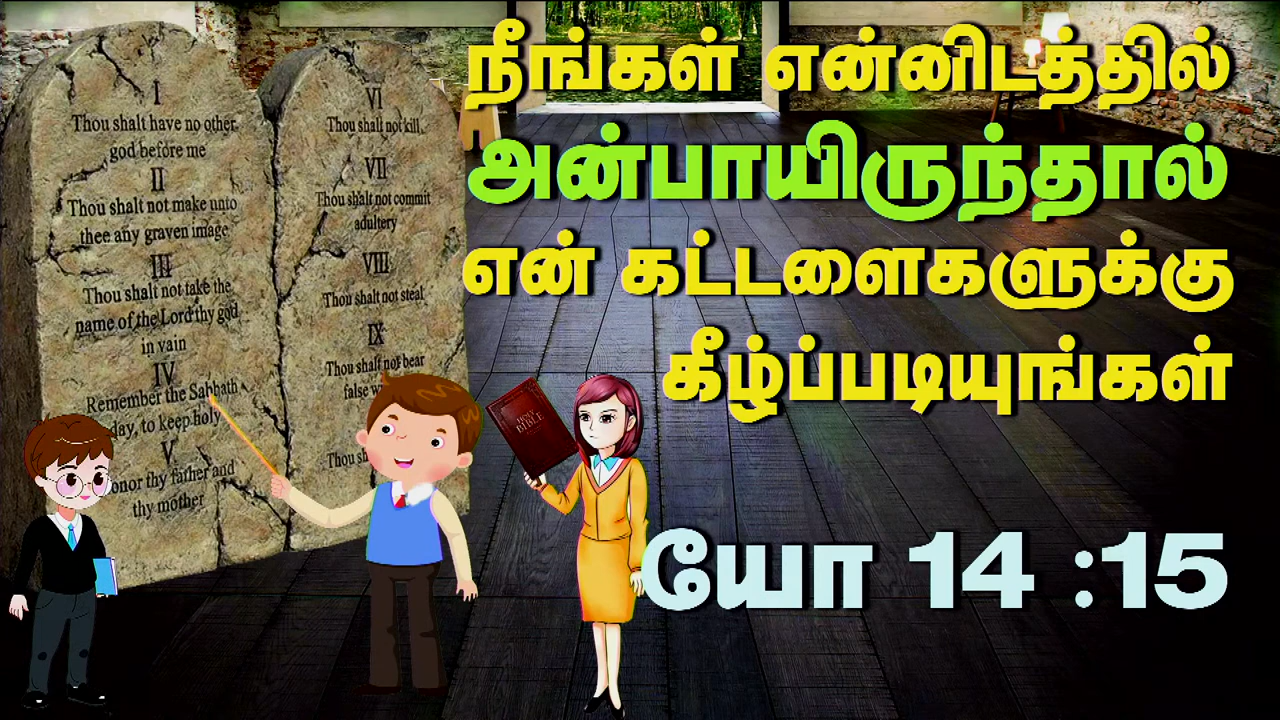 நீங்கள் என்னிடத்தில்
அன்பாயிருந்தால்
என் கட்டளைகளுக்கு
கீழ்ப்படியுங்கள்
யோ 14 :15
I
Thou shalt have no other
god before me
II
Thou shalt not make unto
thee any graven image
III
Thou shalt not take the
name of the Lord thy god
in vain
IV
Remember the Sabbath
day, to keep holy
V
onor thy father and
thy mother
VI
Thou shalt not kill
VII
Thou shalt not commit
adultery
VIII
Thou shalt not steal
IX
Thou shalt not bear
false
Thou
HOLY
BIBLE